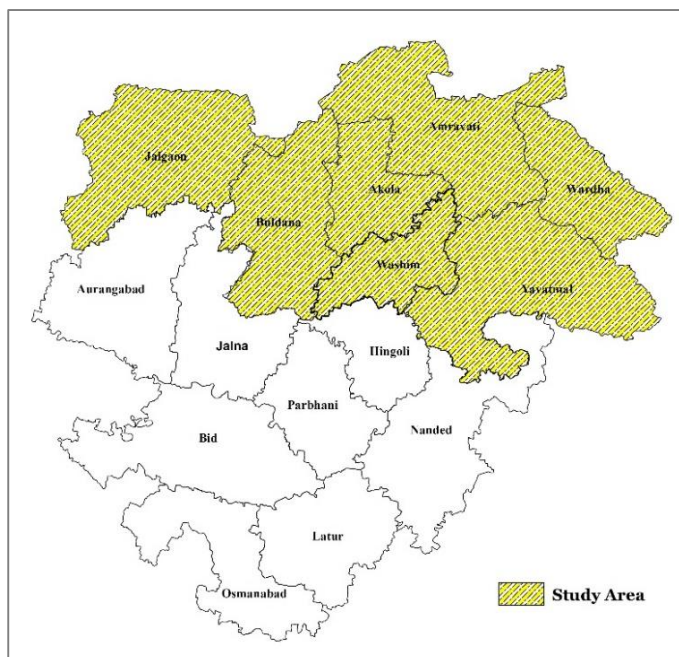 Amravati
Jalgaon
Wardha
Akola
Buldana
Washim
Yavatmal
Aurangabad
Jalna
Hingoli
Parbhani
Nanded
Bid
Latur
Osmanabad
Study Area